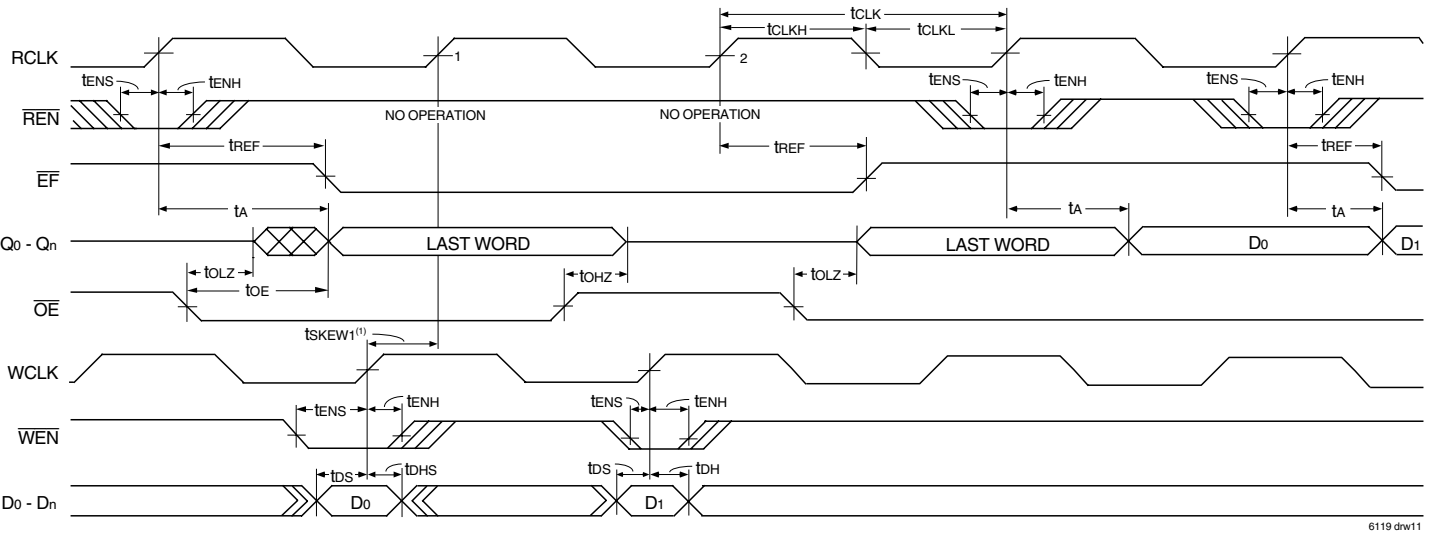 tCLK
tCLKH tCLKL
RCLK 1 2
tENS tENH tENS tENH tENS tENH
REN NO OPERATION NO OPERATION
tREF tREF tREF
EF
tA tA tA
Q0 - Qn LAST WORD LAST WORD D0 D1
tOLZ tOHZ tOLZ
tOE
OE
tSKEW1(1)
WCLK
tENS tENH tENS tENH
WEN
tDS tDHS tDS tDH
D0 - Dn D0 D1
6119 drw11